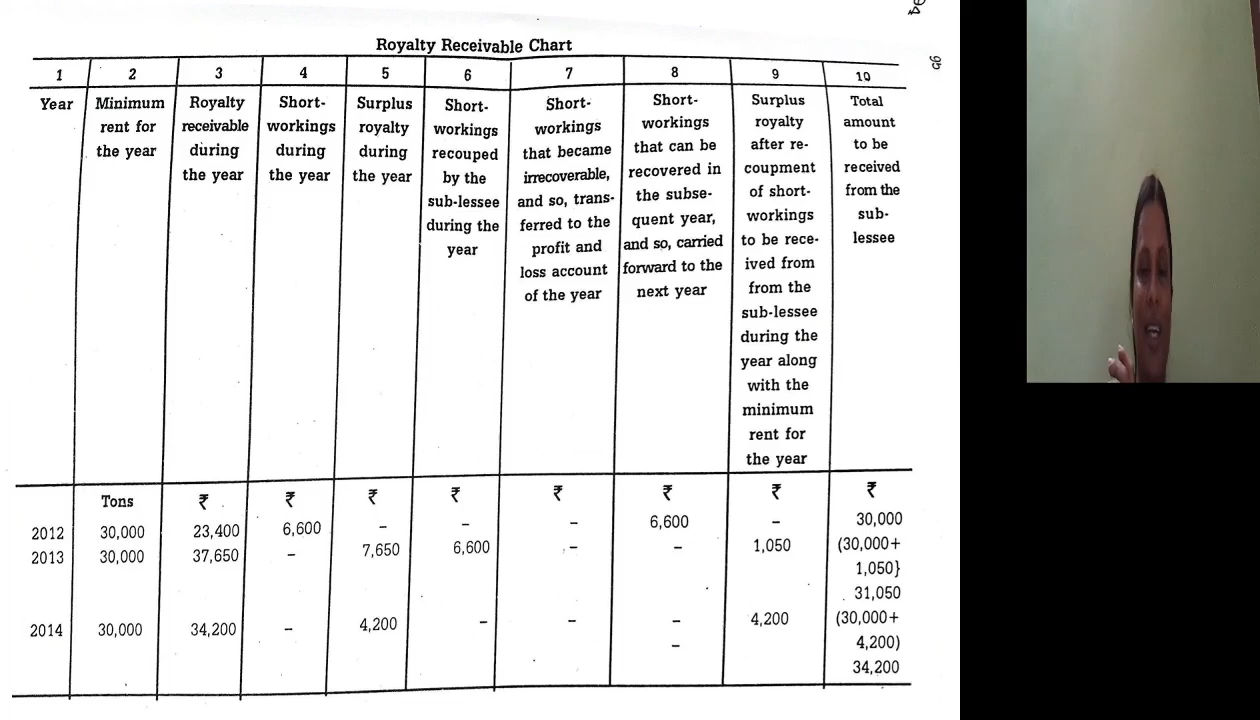 94
95
Royalty Receivable Chart
1 2 3 4 5 6 7 8 9 10
Year Minimum Royalty Short- Surplus Short- Short- Short- Surplus Total
rent for receivable workings royalty workings workings workings royalty amount
the year during during during recouped that became that can be after re- to be
the year the year the year by the irrecoverable, recovered in coupment received
sub-lessee and so, trans- the subse- of short- from the
during the ferred to the quent year, workings sub-
year profit and and so, carried to be rece- lessee
loss account forward to the ived from
of the year next year from the
sub-lessee
during the
year along
with the
minimum
rent for
the year
Tons ₹ ₹ ₹ ₹ ₹ ₹ ₹ ₹
2012 30,000 23,400 6,600 – – – 6,600 – 30,000
2013 30,000 37,650 – 7,650 6,600 – – 1,050 (30,000+
1,050}
31,050
2014 30,000 34,200 – 4,200 – – – 4,200 (30,000+
– 4,200)
34,200